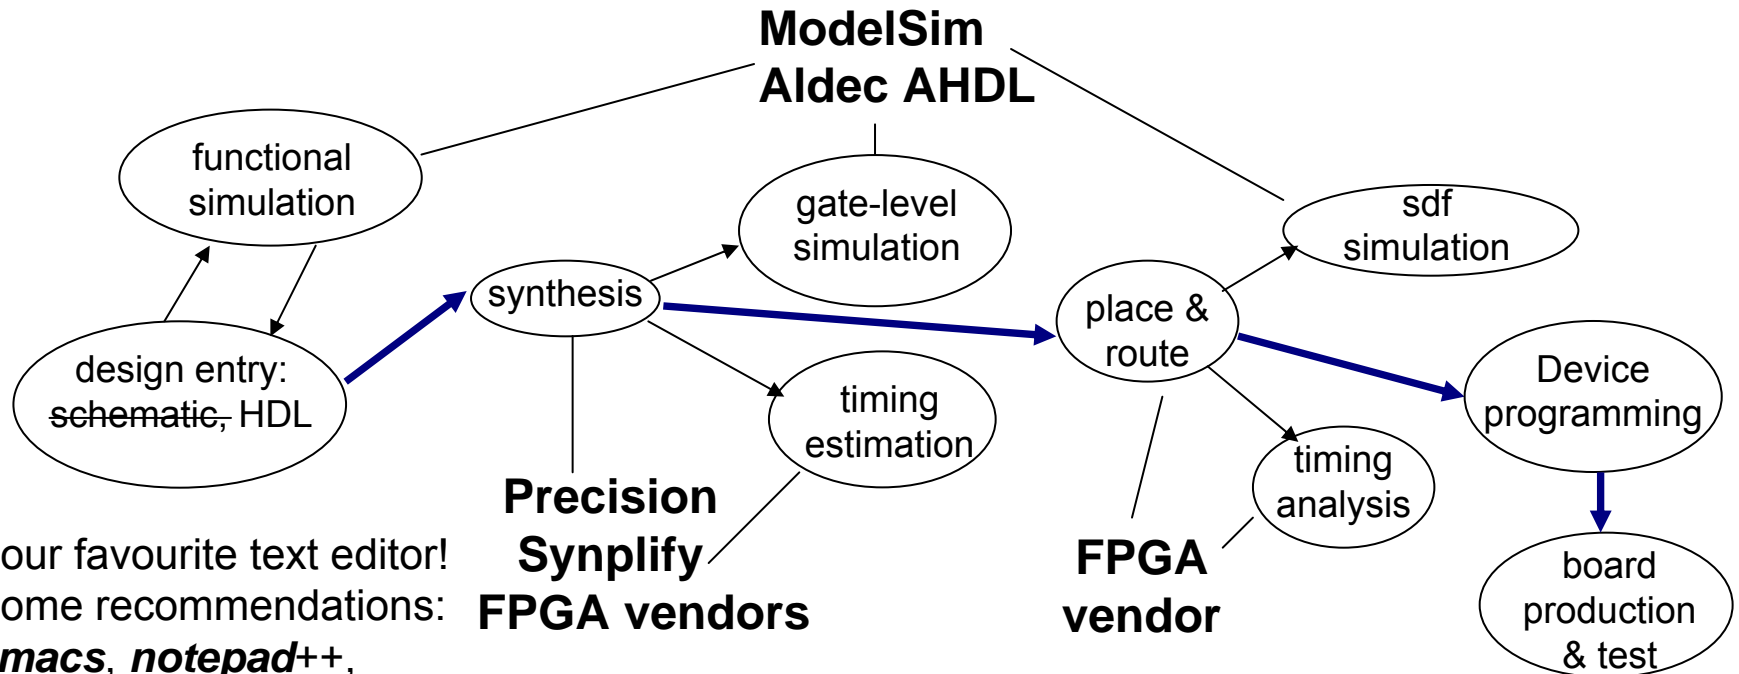 ModelSim
Aldec AHDL
functional
simulation
gate-level
simulation
sdf
simulation
synthesis
place &
route
design entry:
schematic, HDL
timing
estimation
Device
programming
timing
analysis
Precision
Synplify
FPGA vendors
FPGA
vendor
board
production
& test
our favourite text editor!
ome recommendations:
macs, notepad++,